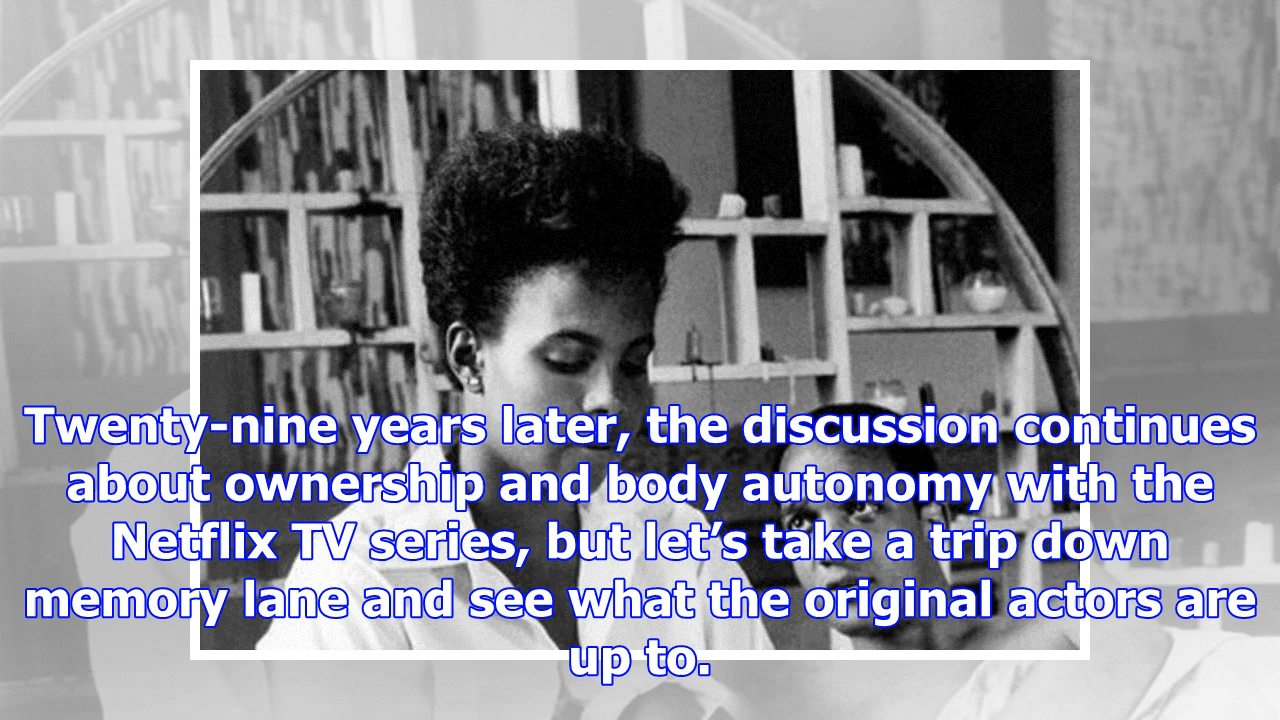 Twenty-nine years later, the discussion continues
about ownership and body autonomy with the
Netflix TV series, but let’s take a trip down
memory lane and see what the original actors are
up to.